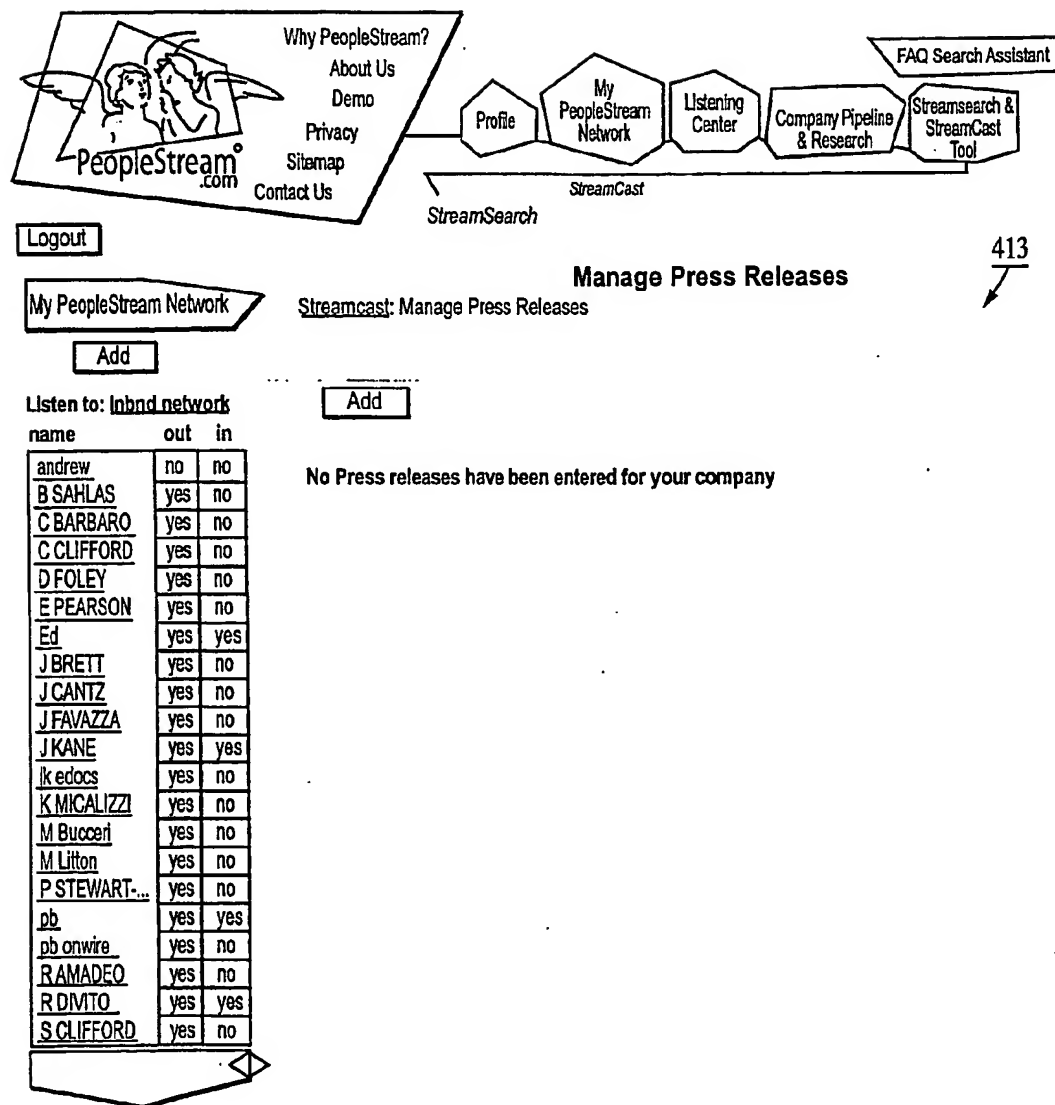 Why PeopleStream?
About Us
Demo
Privacy
Sitemap
Contact Us
PeopleStream
.com
Profile
My
PeopleStream
Network
Listening
Center
Company Pipeline
& Research
Streamsearch &
StreamCast
Tool
FAQ Search Assistant
StreamCast
StreamSearch
Logout
413
Manage Press Releases
My PeopleStream Network
Streamcast: Manage Press Releases
Add
Add
Listen to: Inbnd network
name out in
andrew no no
B SAHLAS yes no
C BARBARO yes no
C CLIFFORD yes no
D FOLEY yes no
E PEARSON yes no
Ed yes yes
J BRETT yes no
J CANTZ yes no
J FAVAZZA yes no
J KANE yes yes
jk edocs yes no
K MICALIZZI yes no
M Bucceri yes no
M Litton yes no
P STEWART-... yes no
pb yes yes
pb onwire yes no
R AMADEO yes no
R DIVITO yes yes
S CLIFFORD yes no
No Press releases have been entered for your company